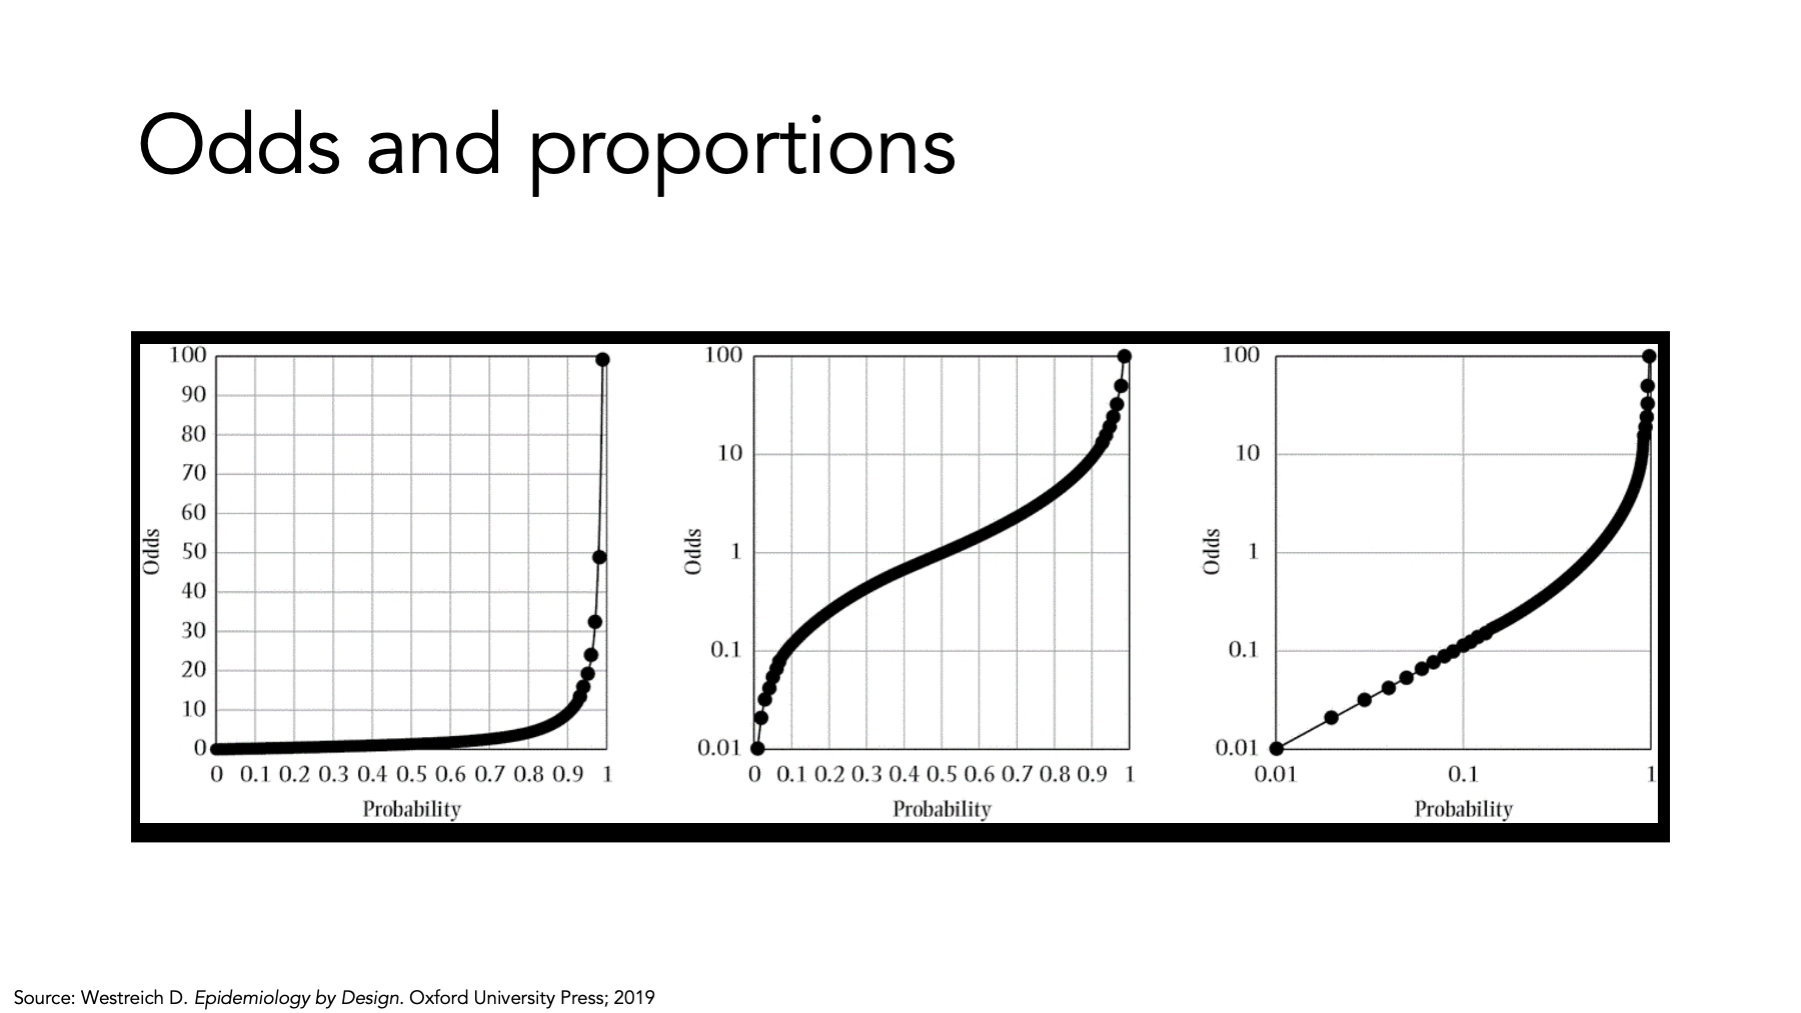 Odds and proportions
100
90
80
70
60
50
40
30
20
10
0
Odds
0 0.1 0.2 0.3 0.4 0.5 0.6 0.7 0.8 0.9 1
Probability
100
10
1
0.1
0.01
Odds
0 0.1 0.2 0.3 0.4 0.5 0.6 0.7 0.8 0.9 1
Probability
100
10
1
0.1
0.01
Odds
0.01 0.1 1
Probability
Source: Westreich D. Epidemiology by Design. Oxford University Press; 2019